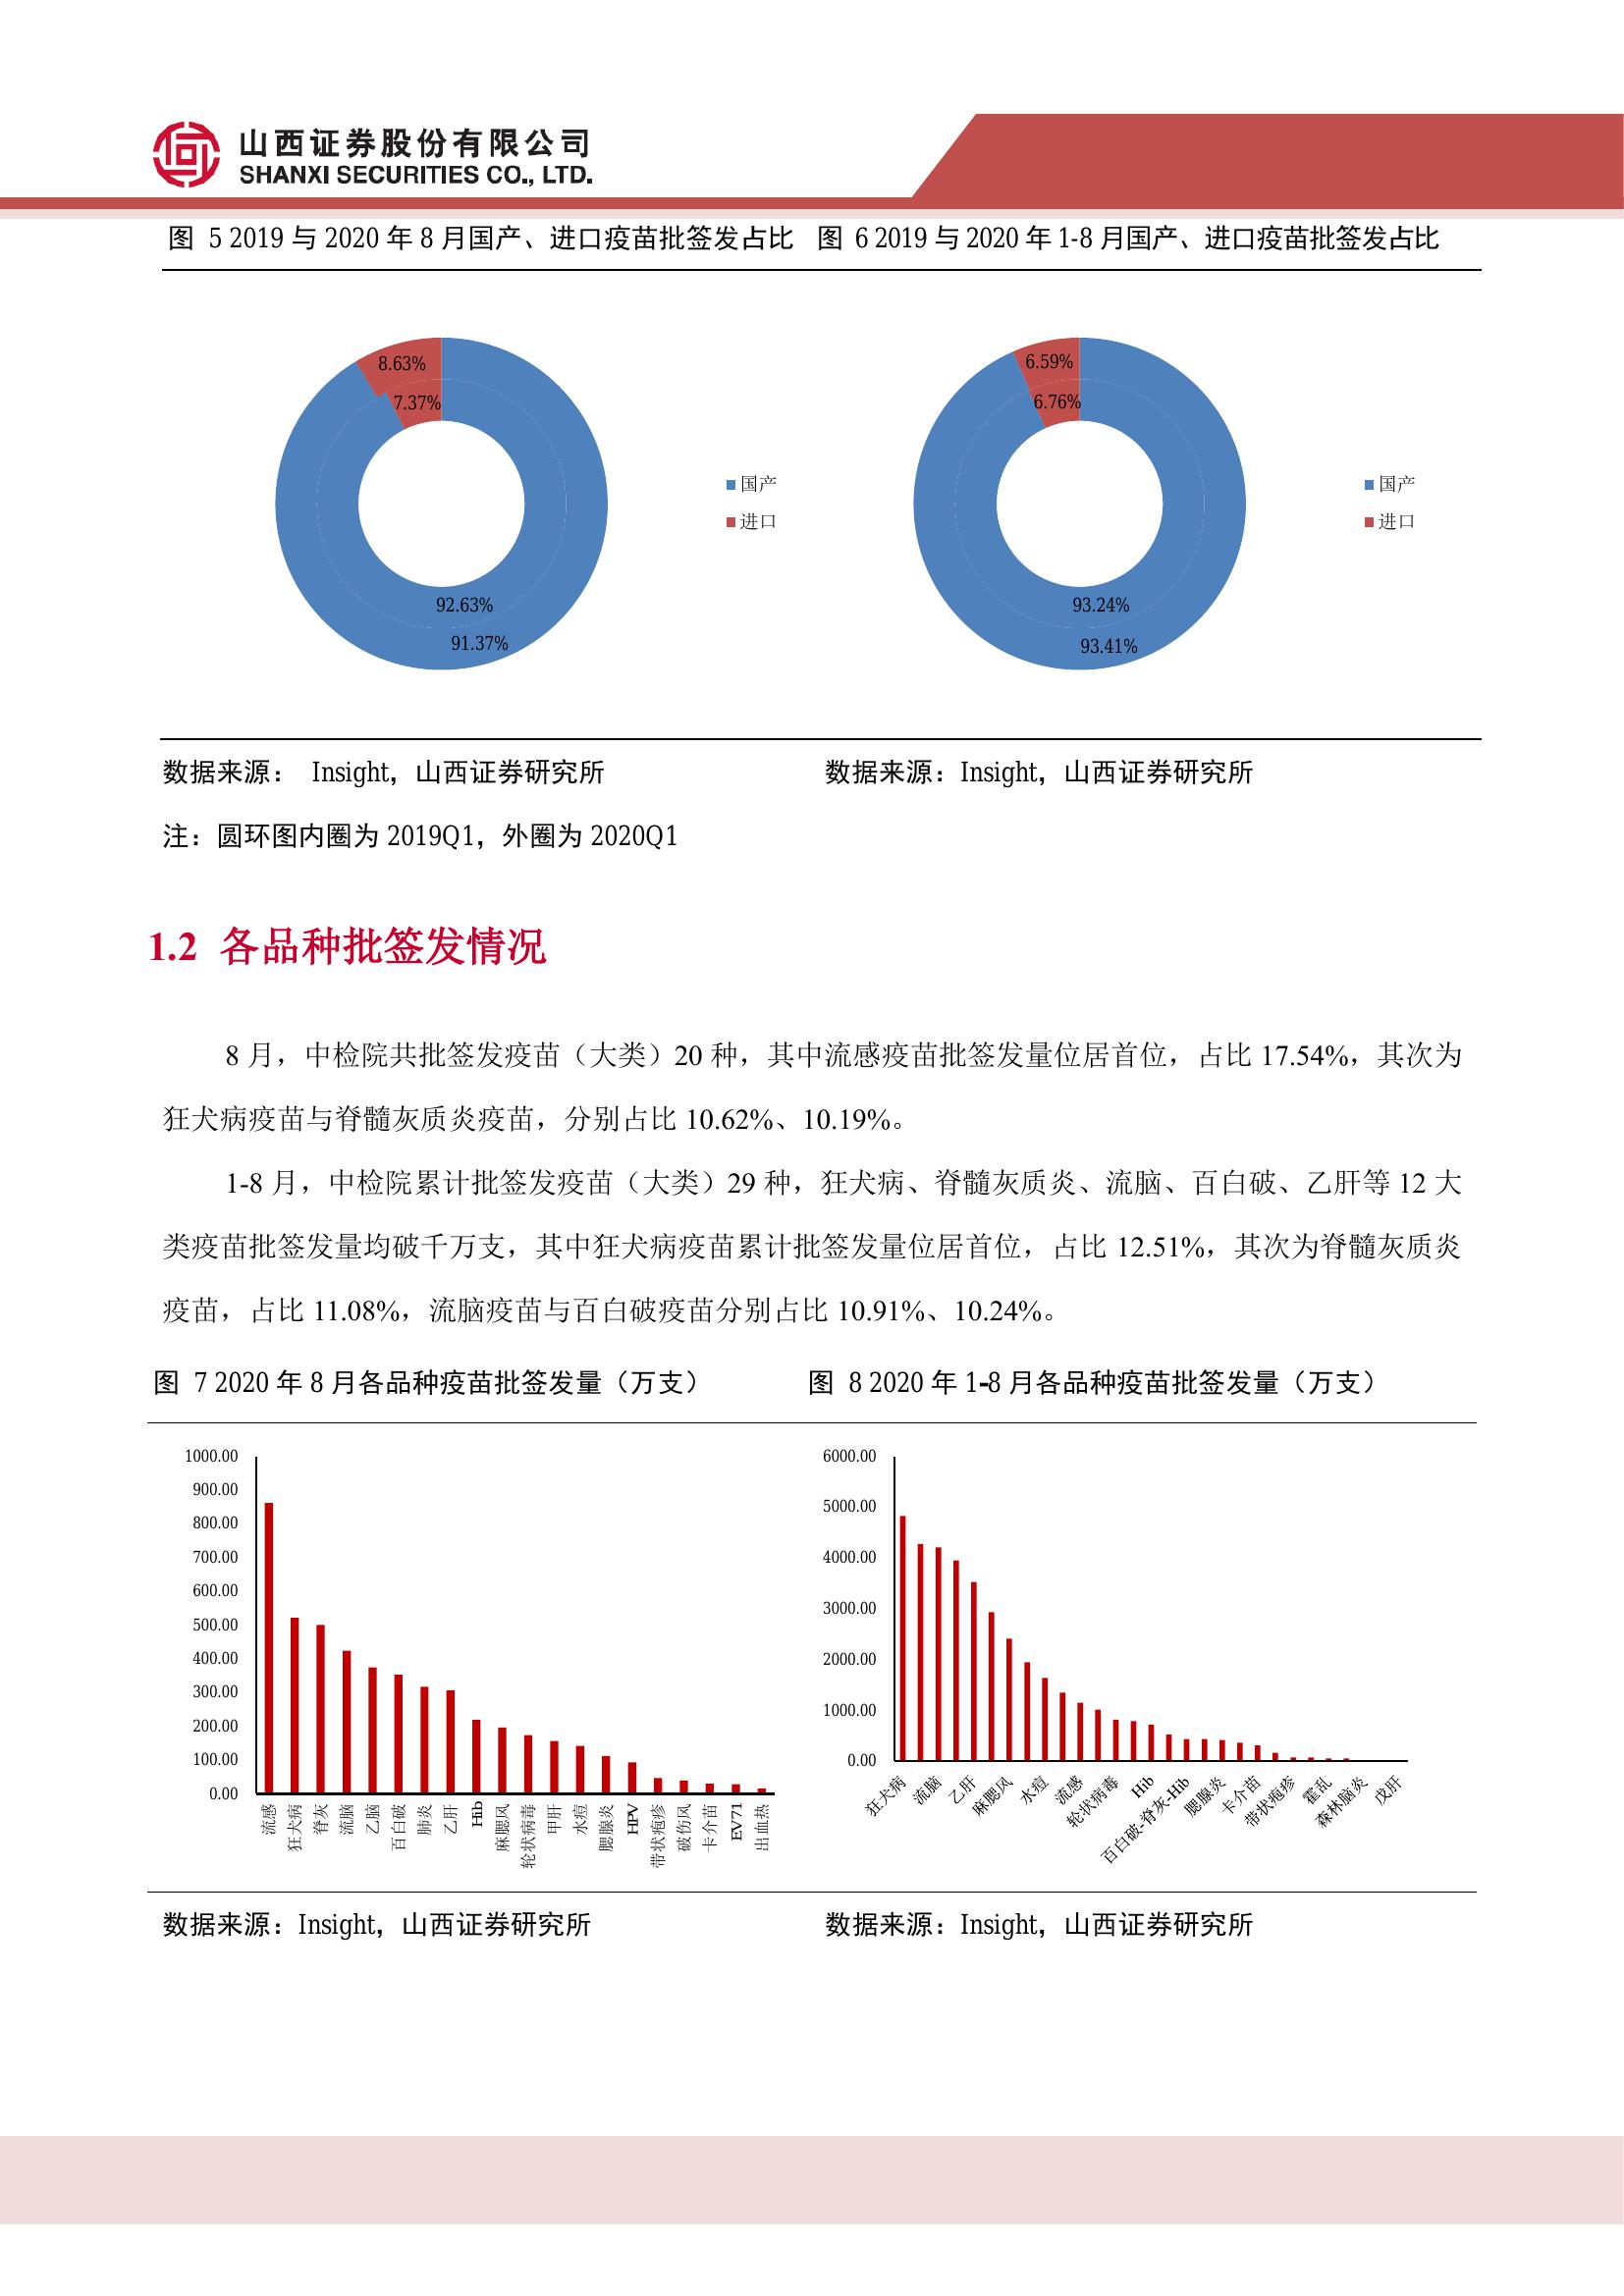 山西证券股份有限公司
SHANXI SECURITIES CO., LTD.
图 5 2019 与 2020 年 8 月国产、进口疫苗批签发占比
图 6 2019 与 2020 年 1-8 月国产、进口疫苗批签发占比
8.63%
7.37%
92.63%
91.37%
国产
进口
6.59%
6.76%
93.24%
93.41%
国产
进口
数据来源： Insight，山西证券研究所
数据来源：Insight，山西证券研究所
注：圆环图内圈为 2019Q1，外圈为 2020Q1
1.2 各品种批签发情况
8 月，中检院共批签发疫苗（大类）20 种，其中流感疫苗批签发量位居首位，占比 17.54%，其次为
狂犬病疫苗与脊髓灰质炎疫苗，分别占比 10.62%、10.19%。
1-8 月，中检院累计批签发疫苗（大类）29 种，狂犬病、脊髓灰质炎、流脑、百白破、乙肝等 12 大
类疫苗批签发量均破千万支，其中狂犬病疫苗累计批签发量位居首位，占比 12.51%，其次为脊髓灰质炎
疫苗，占比 11.08%，流脑疫苗与百白破疫苗分别占比 10.91%、10.24%。
图 7 2020 年 8 月各品种疫苗批签发量（万支）
图 8 2020 年 1-8 月各品种疫苗批签发量（万支）
1000.00
900.00
800.00
700.00
600.00
500.00
400.00
300.00
200.00
100.00
0.00
流感
狂犬病
脊灰
流脑
乙脑
百白破
肺炎
乙肝
Hib
麻腮风
轮状病毒
甲肝
水痘
腮腺炎
HPV
带状疱疹
破伤风
卡介苗
EV71
出血热
6000.00
5000.00
4000.00
3000.00
2000.00
1000.00
0.00
狂犬病
流脑
乙肝
麻腮风
水痘
流感
轮状病毒
Hib
百白破-脊灰-Hib
腮腺炎
卡介苗
带状疱疹
霍乱
森林脑炎
戊肝
数据来源：Insight，山西证券研究所
数据来源：Insight，山西证券研究所